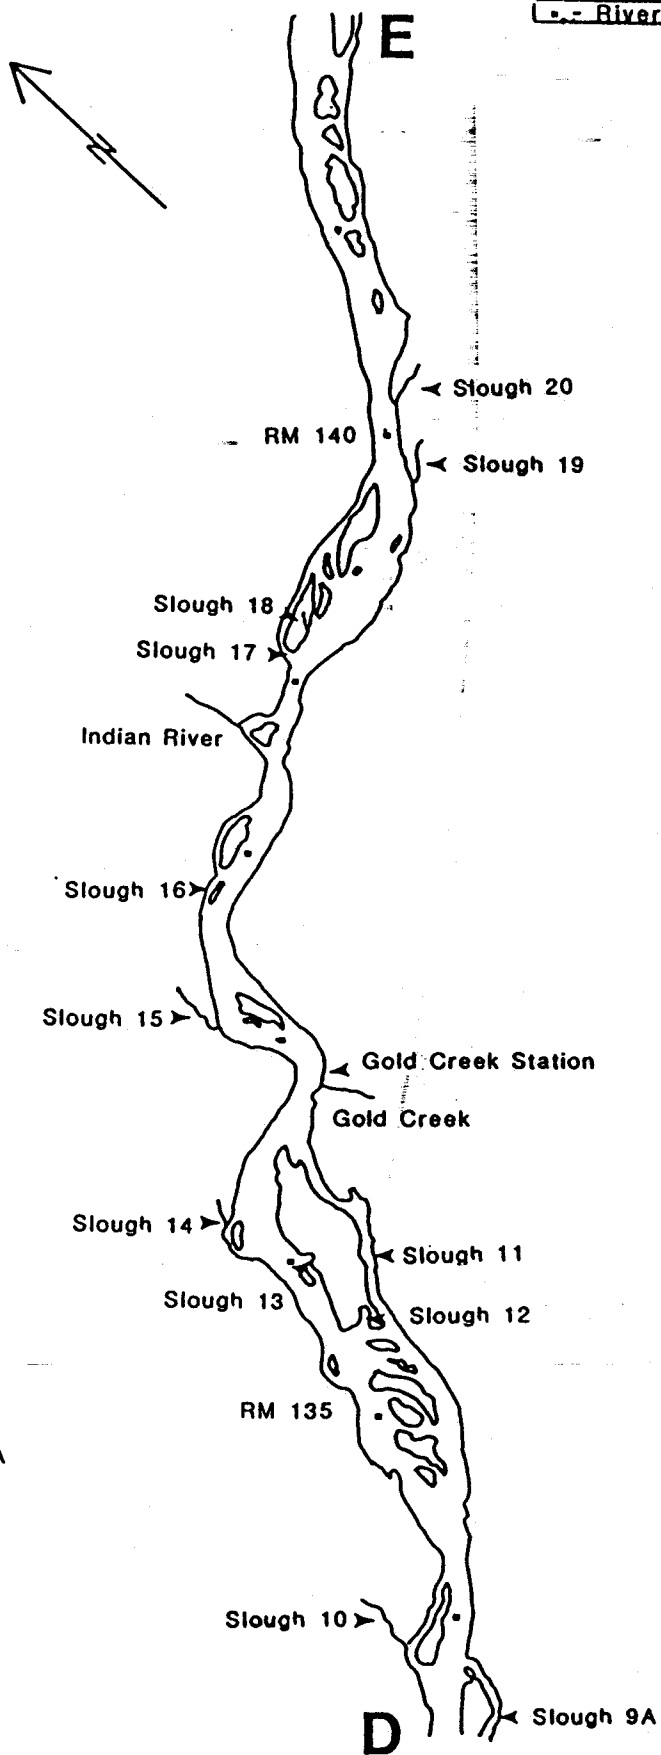 • - River
E
N
Slough 20
RM 140
Slough 19
Slough 18
Slough 17
Indian River
Slough 16
Slough 15
Gold Creek Station
Gold Creek
Slough 14
Slough 11
Slough 13
Slough 12
RM 135
Slough 10
Slough 9A
D